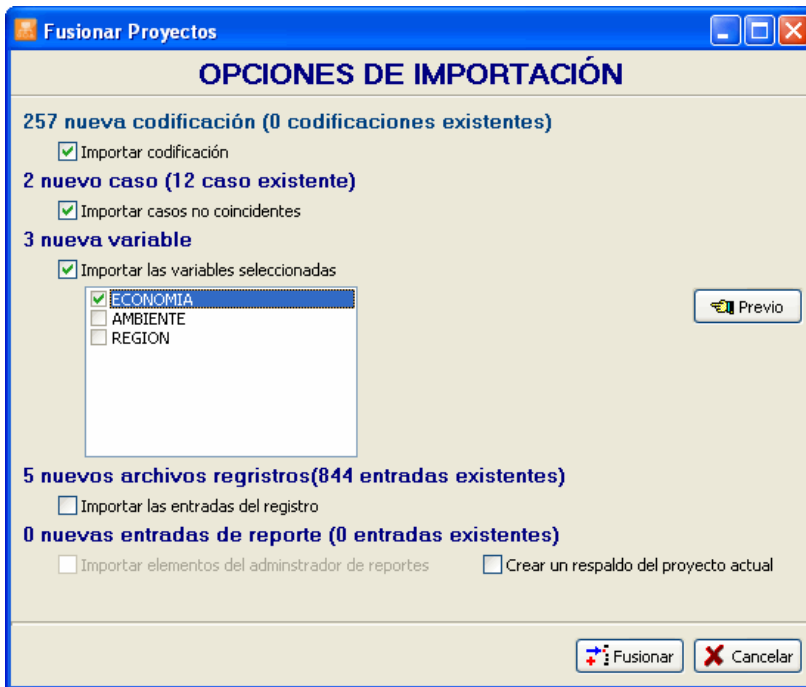 Fusionar Proyectos
OPCIONES DE IMPORTACIÓN
257 nueva codificación (0 codificaciones existentes)
Importar codificación
2 nuevo caso (12 caso existente)
Importar casos no coincidentes
3 nueva variable
Importar las variables seleccionadas
ECONOMIA
AMBIENTE
REGION
Previo
5 nuevos archivos regristros(844 entradas existentes)
Importar las entradas del registro
0 nuevas entradas de reporte (0 entradas existentes)
Importar elementos del adminstrador de reportes Crear un respaldo del proyecto actual
Fusionar Cancelar